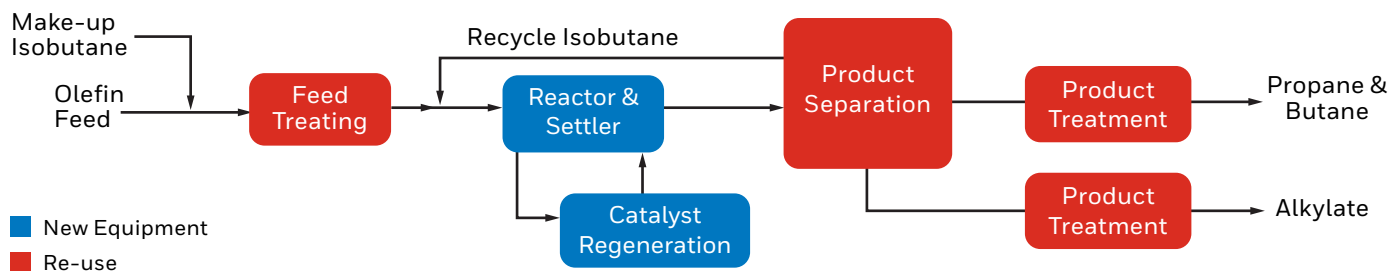 Make-up
Isobutane
Recycle Isobutane
Olefin
Feed
Feed
Treating
Reactor &
Settler
Product
Separation
Product
Treatment
Propane &
Butane
Catalyst
Regeneration
Product
Treatment
Alkylate
New Equipment
Re-use